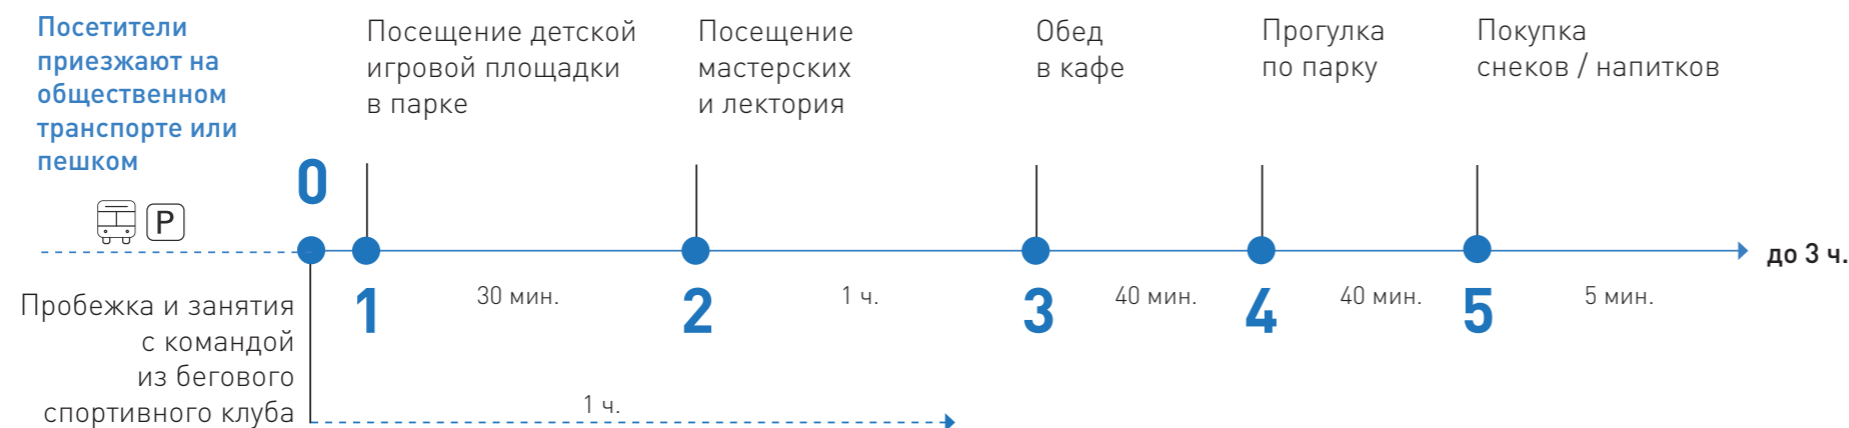 Посетители
приезжают на
общественном
транспорте или
пешком
P
0
Посещение детской
игровой площадки
в парке
Посещение
мастерских
и лектория
Обед
в кафе
Прогулка
по парку
Покупка
снеков / напитков
до 3 ч.
1
30 мин.
2
1 ч.
3
40 мин.
4
40 мин.
5
5 мин.
Пробежка и занятия
с командой
из бегового
спортивного клуба
1 ч.